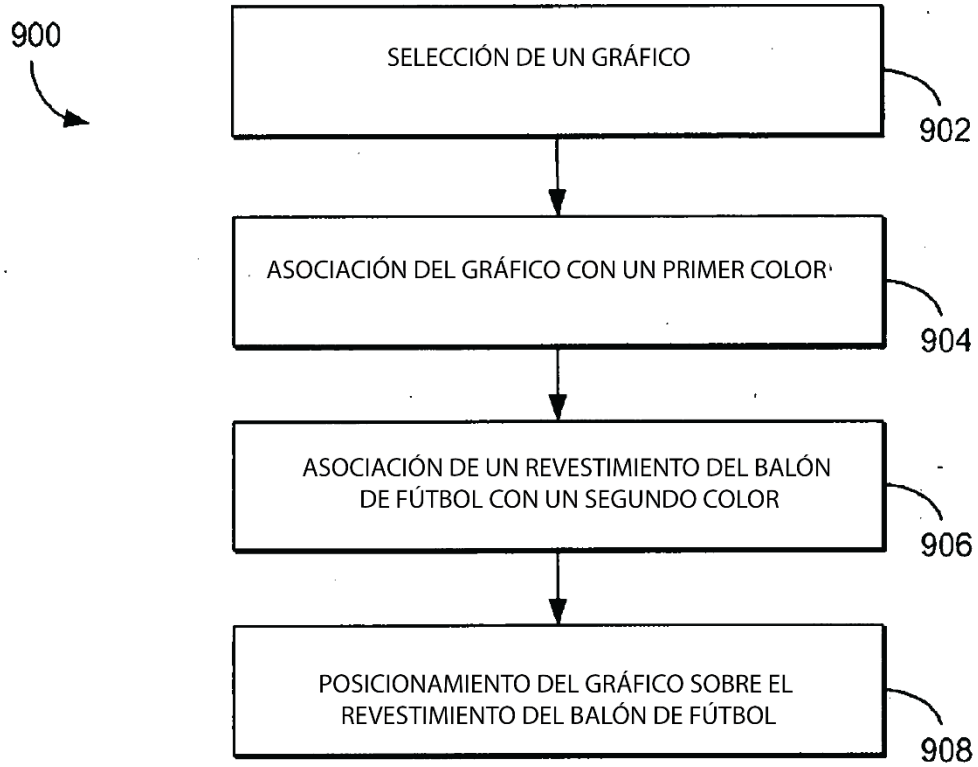 900
SELECCIÓN DE UN GRÁFICO
902
ASOCIACIÓN DEL GRÁFICO CON UN PRIMER COLOR
904
ASOCIACIÓN DE UN REVESTIMIENTO DEL BALÓN
DE FÚTBOL CON UN SEGUNDO COLOR
906
POSICIONAMIENTO DEL GRÁFICO SOBRE EL
REVESTIMIENTO DEL BALÓN DE FÚTBOL
908